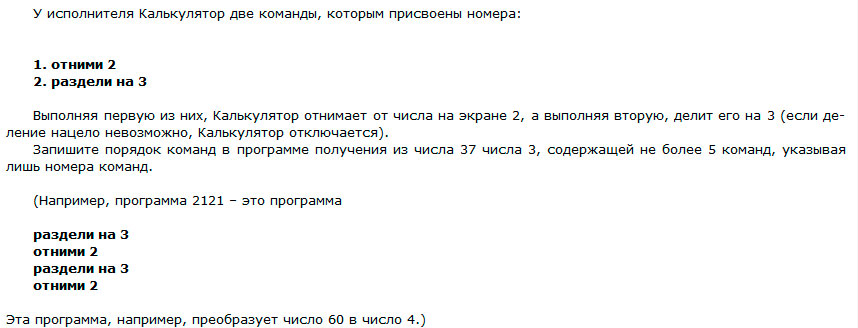 У исполнителя Калькулятор две команды, которым присвоены номера:
1. отними 2
2. раздели на 3
Выполняя первую из них, Калькулятор отнимает от числа на экране 2, а выполняя вторую, делит его на 3 (если де-
ление нацело невозможно, Калькулятор отключается).
Запишите порядок команд в программе получения из числа 37 числа 3, содержащей не более 5 команд, указывая
лишь номера команд.
(Например, программа 2121 – это программа
раздели на 3
отними 2
раздели на 3
отними 2
Эта программа, например, преобразует число 60 в число 4.)